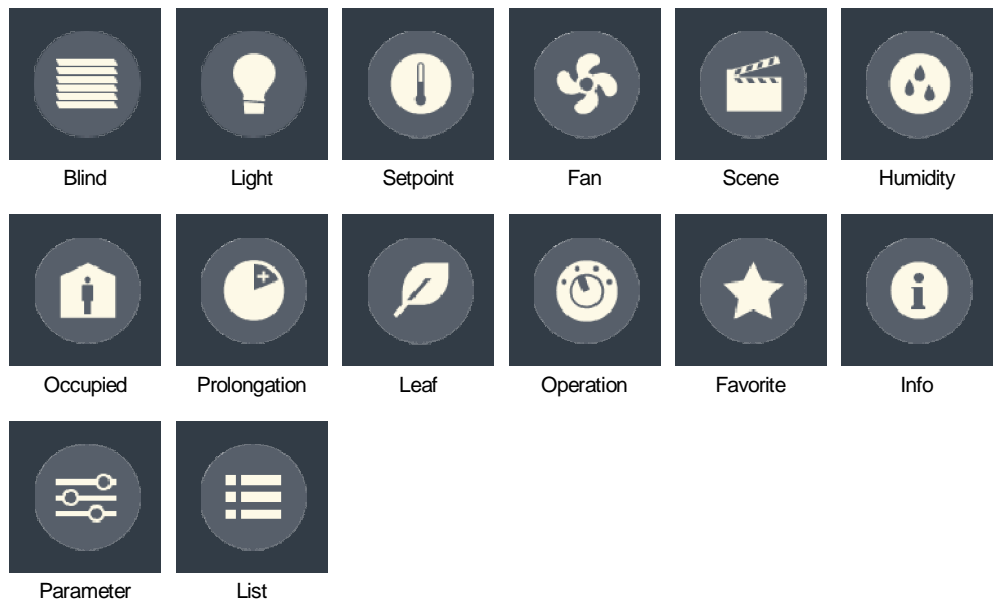 Blind Light Setpoint Fan Scene Humidity
Occupied Prolongation Leaf Operation Favorite Info
Parameter List